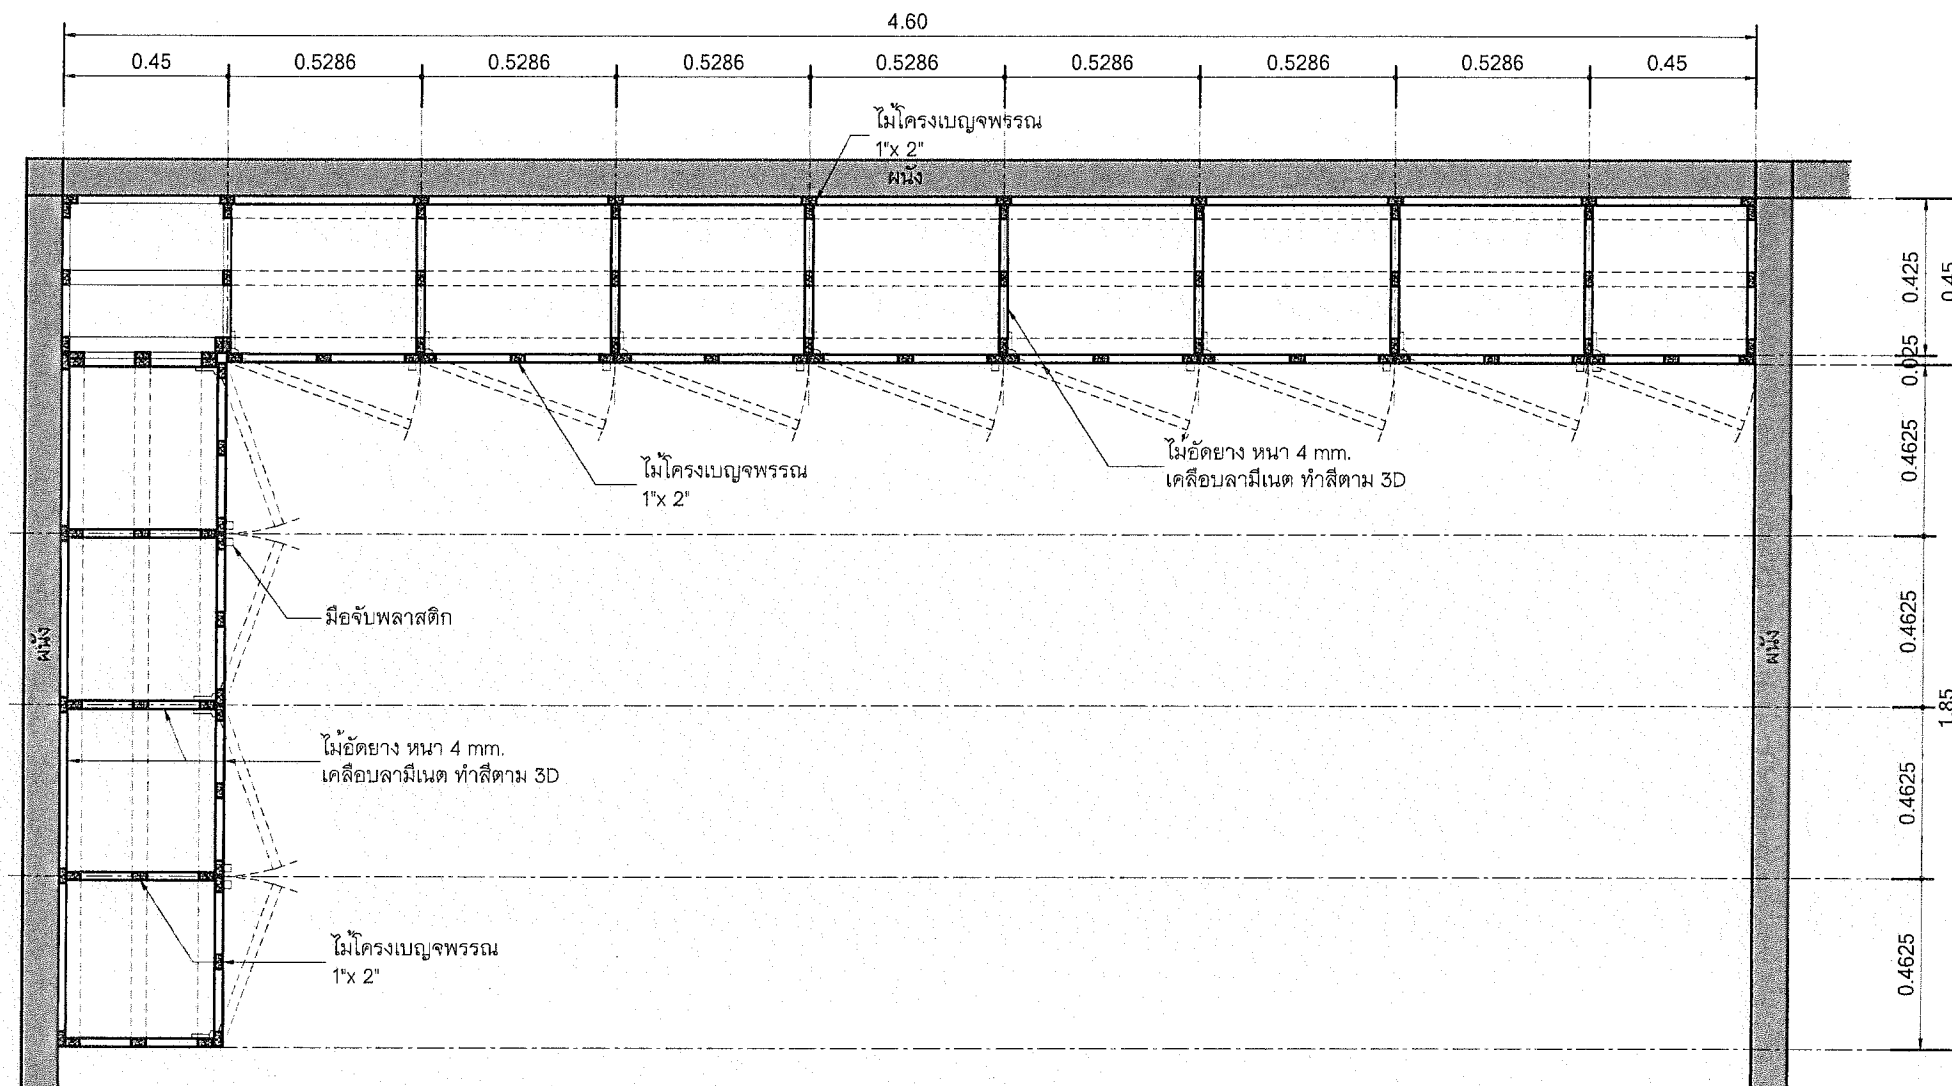 4.60
0.45 0.5286 0.5286 0.5286 0.5286 0.5286 0.5286 0.5286 0.45
ไม้โครงเบญจพรรณ
1"x 2"
ผนัง
0.425
0.45
0.025
0.4625
ไม้อัดยาง หนา 4 mm.
เคลือบลามีเนต ทำสีตาม 3D
ไม้โครงเบญจพรรณ
1"x 2"
มือจับพลาสติก
0.4625
ผนัง
ผนัง
1.85
ไม้อัดยาง หนา 4 mm.
เคลือบลามีเนต ทำสีตาม 3D
0.4625
ไม้โครงเบญจพรรณ
1"x 2"
0.4625